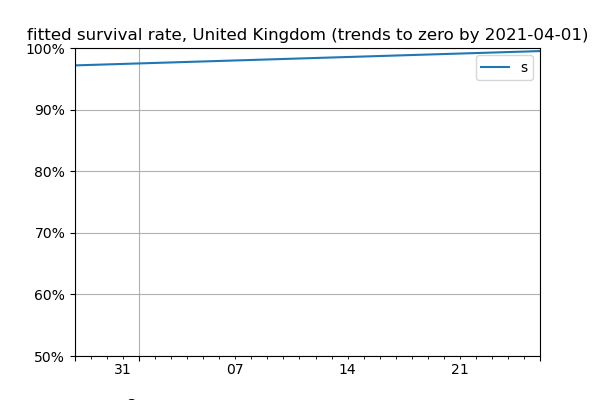 fitted survival rate, United Kingdom (trends to zero by 2021-04-01)
100%
s
90%
80%
70%
60%
50%
31 07 14 21